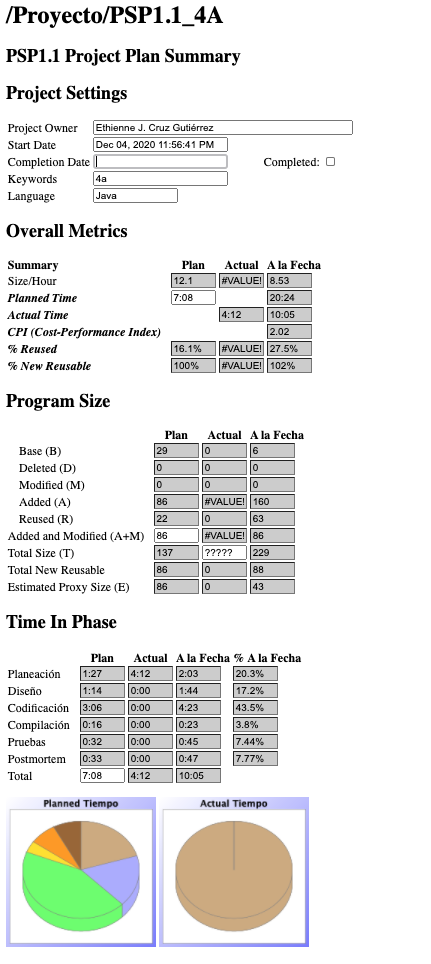 /Proyecto/PSP1.1_4A
PSP1.1 Project Plan Summary
Project Settings
Project Owner Ethienne J. Cruz Gutiérrez
Start Date Dec 04, 2020 11:56:41 PM
Completion Date Completed:
Keywords 4a
Language Java
Overall Metrics
Summary Plan Actual A la Fecha
Size/Hour 12.1 #VALUE! 8.53
Planned Time 7:08 20:24
Actual Time 4:12 10:05
CPI (Cost-Performance Index) 2.02
% Reused 16.1% #VALUE! 27.5%
% New Reusable 100% #VALUE! 102%
Program Size
Plan Actual A la Fecha
Base (B) 29 0 6
Deleted (D) 0 0 0
Modified (M) 0 0 0
Added (A) 86 #VALUE! 160
Reused (R) 22 0 63
Added and Modified (A+M) 86 #VALUE! 86
Total Size (T) 137 ????? 229
Total New Reusable 86 0 88
Estimated Proxy Size (E) 86 0 43
Time In Phase
Plan Actual A la Fecha % A la Fecha
Planeación 1:27 4:12 2:03 20.3%
Diseño 1:14 0:00 1:44 17.2%
Codificación 3:06 0:00 4:23 43.5%
Compilación 0:16 0:00 0:23 3.8%
Pruebas 0:32 0:00 0:45 7.44%
Postmortem 0:33 0:00 0:47 7.77%
Total 7:08 4:12 10:05
Planned Tiempo Actual Tiempo